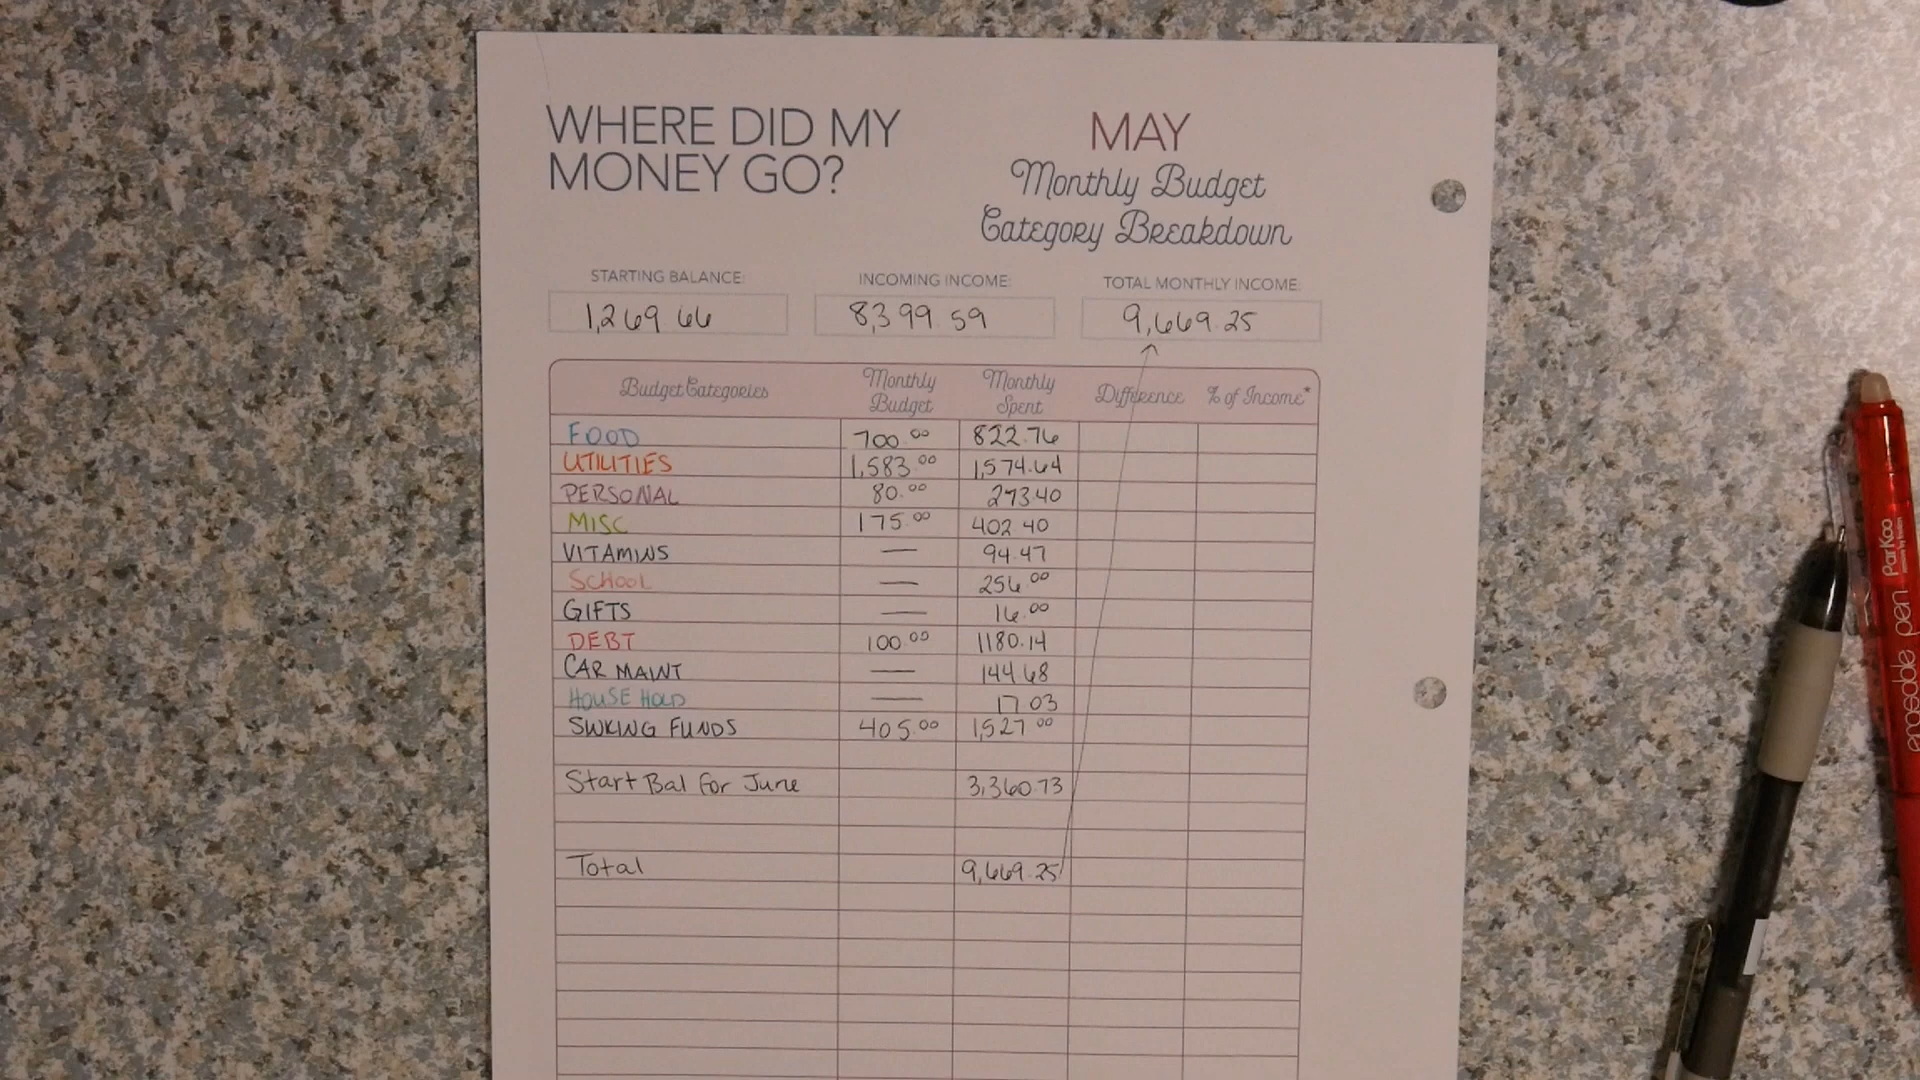 WHERE DID MY
MONEY GO?
MAY
Monthly Budget
Category Breakdown
STARTING BALANCE: INCOMING INCOME: TOTAL MONTHLY INCOME:
1,269 66 8,399.59 9,669.25
Budget Categories Monthly Budget Monthly Spent Difference % of Income*
FOOD 700.00 822.76
UTILITIES 1,583.00 1,574.64
PERSONAL 80.00 273 40
MISC 175.00 402 40
VITAMINS — 94.47
SCHOOL — 256.00
GIFTS — 16.00
DEBT 100.00 1180.14
CAR MAINT — 144 68
HOUSE HOLD — 17 03
SINKING FUNDS 405.00 1,527 00
Start Bal for June 3,360.73
Total 9,669.25
ParKoo
erasable pen